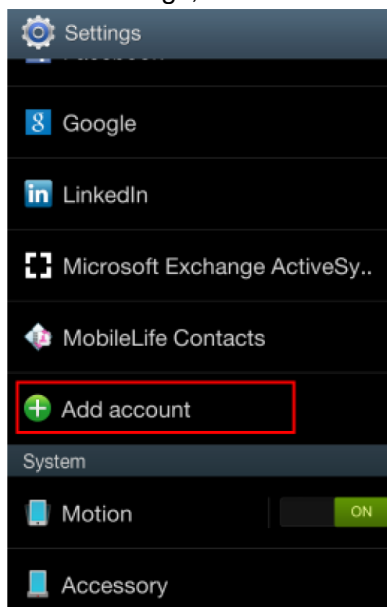 Settings
Google
LinkedIn
Microsoft Exchange ActiveSy..
MobileLife Contacts
Add account
System
Motion
ON
Accessory